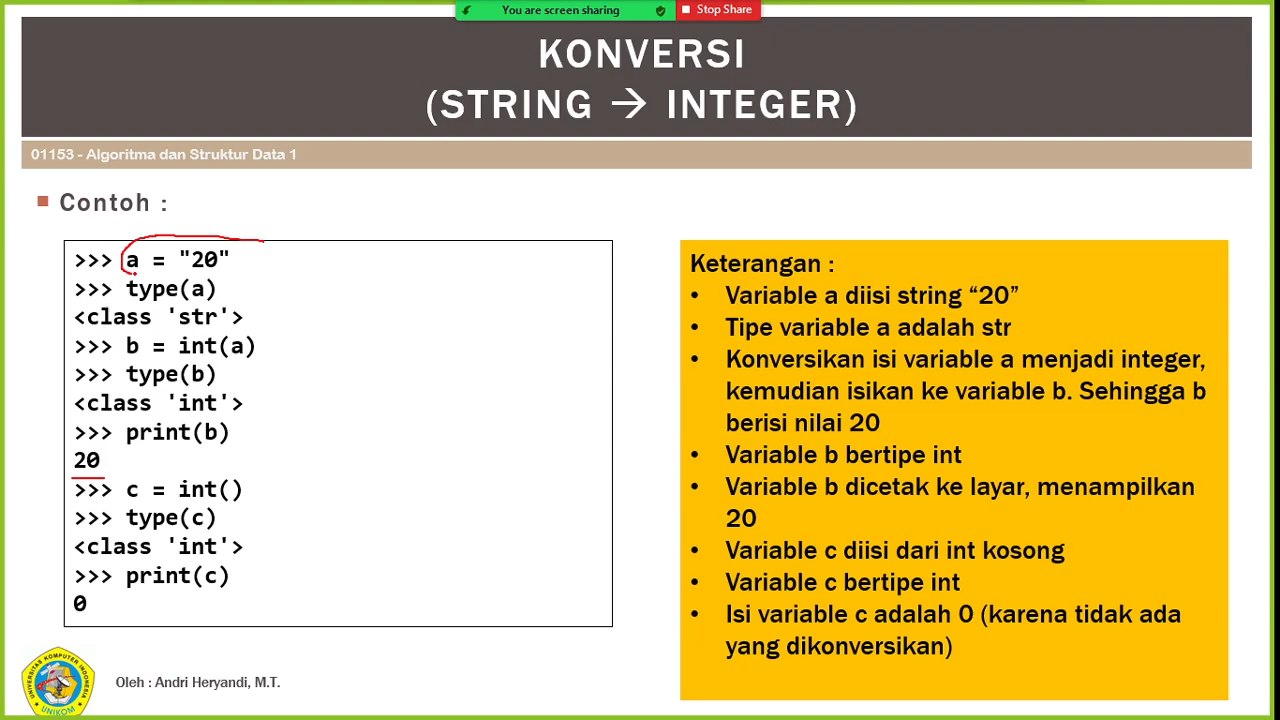 You are screen sharing
Stop Share
KONVERSI
(STRING → INTEGER)
01153 - Algoritma dan Struktur Data 1
Contoh :
>>> a = "20"
>>> type(a)
<class 'str'>
>>> b = int(a)
>>> type(b)
<class 'int'>
>>> print(b)
20
>>> c = int()
>>> type(c)
<class 'int'>
>>> print(c)
0
Keterangan :
• Variable a diisi string “20”
• Tipe variable a adalah str
• Konversikan isi variable a menjadi integer,
kemudian isikan ke variable b. Sehingga b
berisi nilai 20
• Variable b bertipe int
• Variable b dicetak ke layar, menampilkan
20
• Variable c diisi dari int kosong
• Variable c bertipe int
• Isi variable c adalah 0 (karena tidak ada
yang dikonversikan)
UNIVERSITAS KOMPUTER INDONESIA
UNIKOM
Oleh : Andri Heryandi, M.T.